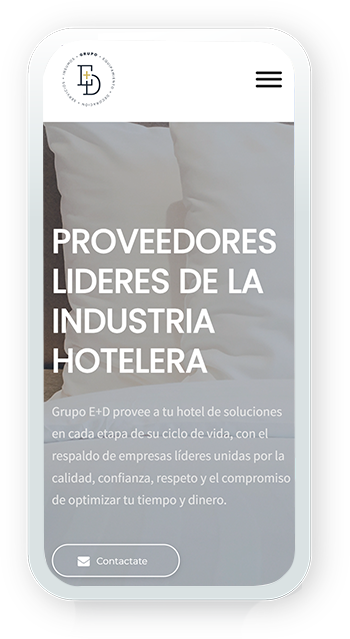 GRUPO
E+D
PROVEEDORES
LIDERES DE LA
INDUSTRIA
HOTELERA
Grupo E+D provee a tu hotel de soluciones
en cada etapa de su ciclo de vida, con el
respaldo de empresas líderes unidas por la
calidad, confianza, respeto y el compromiso
de optimizar tu tiempo y dinero.
Contactate